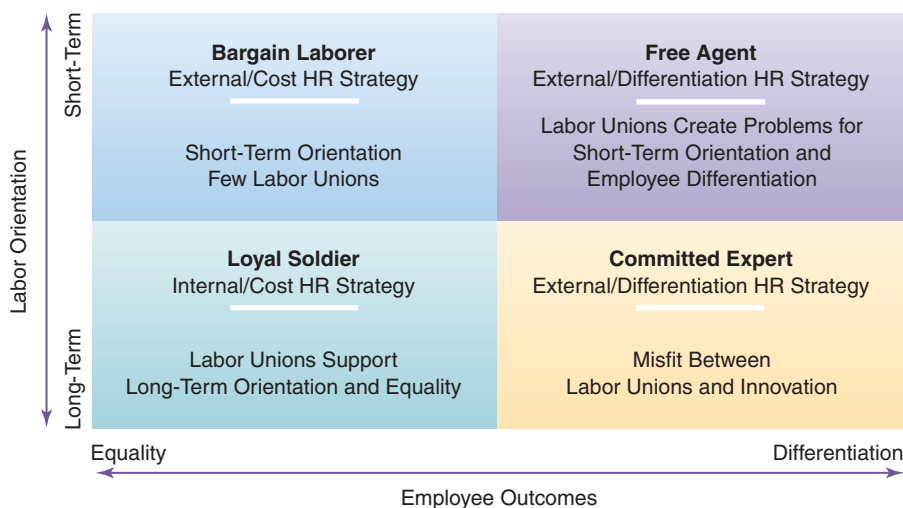 Labor Orientation
Short-Term
Long-Term
Bargain Laborer
External/Cost HR Strategy
Short-Term Orientation
Few Labor Unions
Free Agent
External/Differentiation HR Strategy
Labor Unions Create Problems for
Short-Term Orientation and
Employee Differentiation
Loyal Soldier
Internal/Cost HR Strategy
Labor Unions Support
Long-Term Orientation and Equality
Committed Expert
External/Differentiation HR Strategy
Misfit Between
Labor Unions and Innovation
Equality
Differentiation
Employee Outcomes